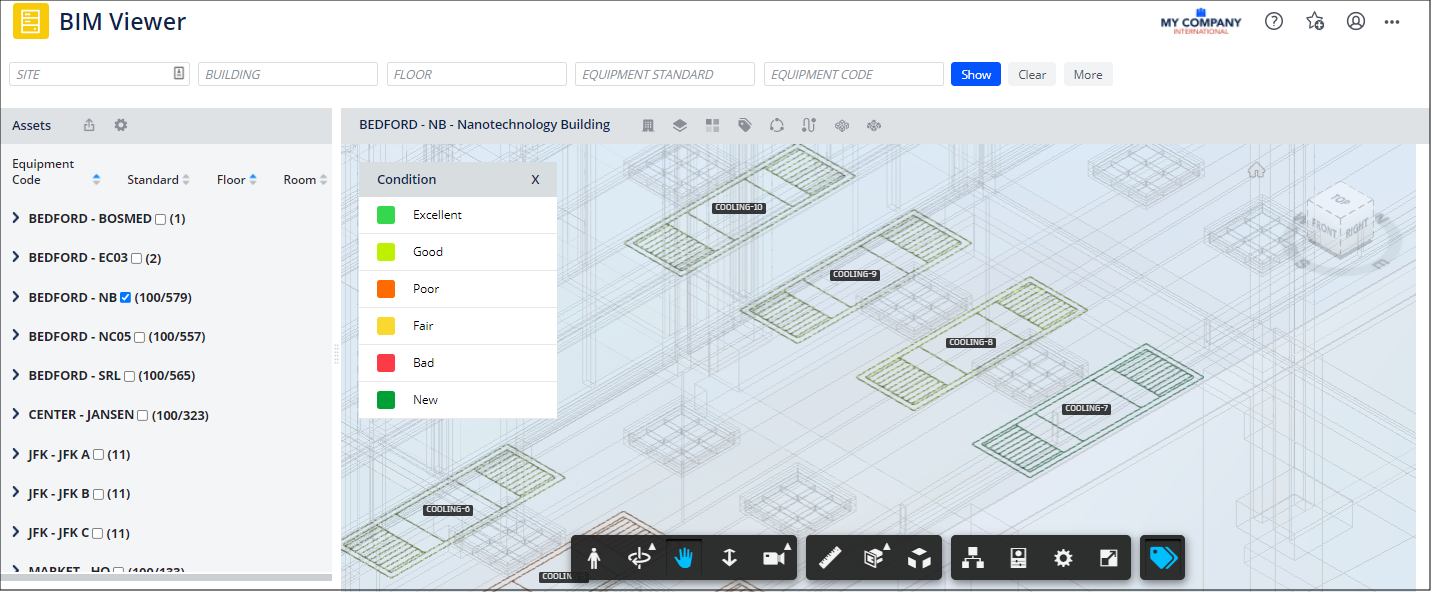 BIM Viewer
MY COMPANY
INTERNATIONAL
SITE
BUILDING
FLOOR
EQUIPMENT STANDARD
EQUIPMENT CODE
Show
Clear
More
Assets
Equipment
Code
Standard
Floor
Room
BEDFORD - BOSMED (1)
BEDFORD - EC03 (2)
BEDFORD - NB (100/579)
BEDFORD - NC05 (100/557)
BEDFORD - SRL (100/565)
CENTER - JANSEN (100/323)
JFK - JFK A (11)
JFK - JFK B (11)
JFK - JFK C (11)
MARKET - HQ (100/133)
BEDFORD - NB - Nanotechnology Building
Condition X
Excellent
Good
Poor
Fair
Bad
New
COOLING-10
COOLING-9
COOLING-8
COOLING-7
COOLING-6
TOP
FRONT
RIGHT
S
E